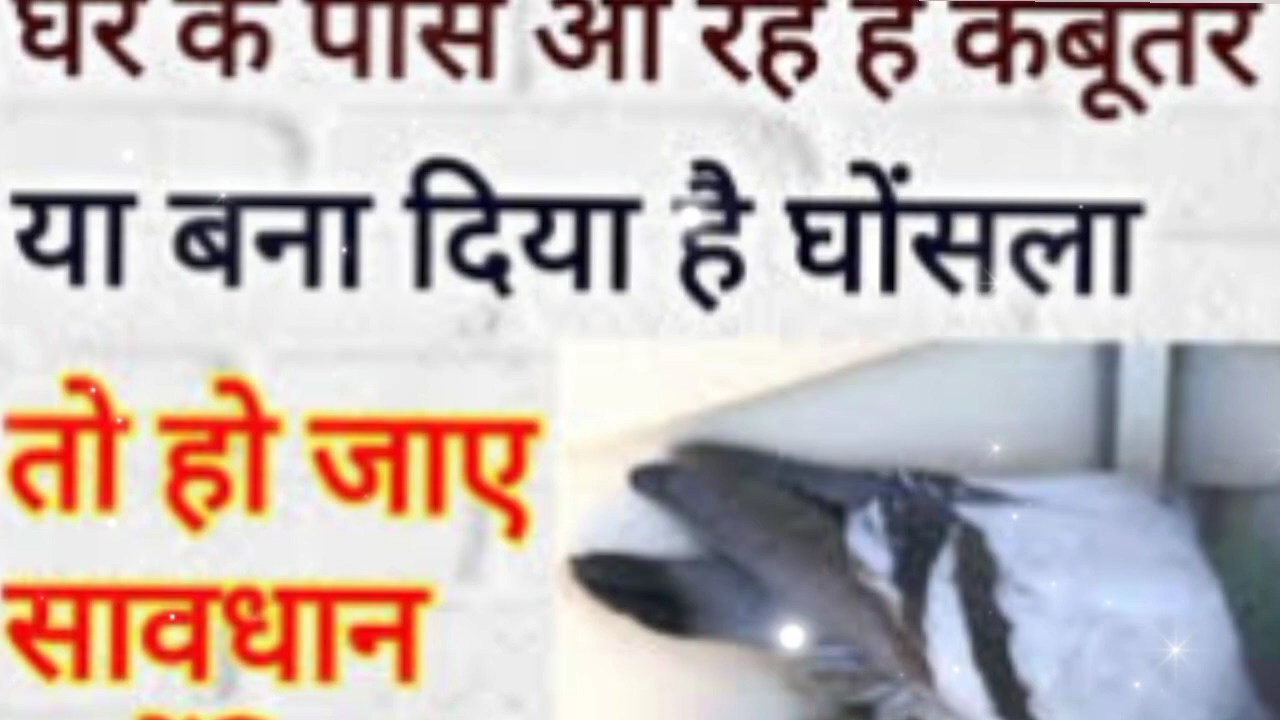 घर के पास आ रहे है कबूतर
या बना दिया है घोंसला
तो हो जाए
सावधान